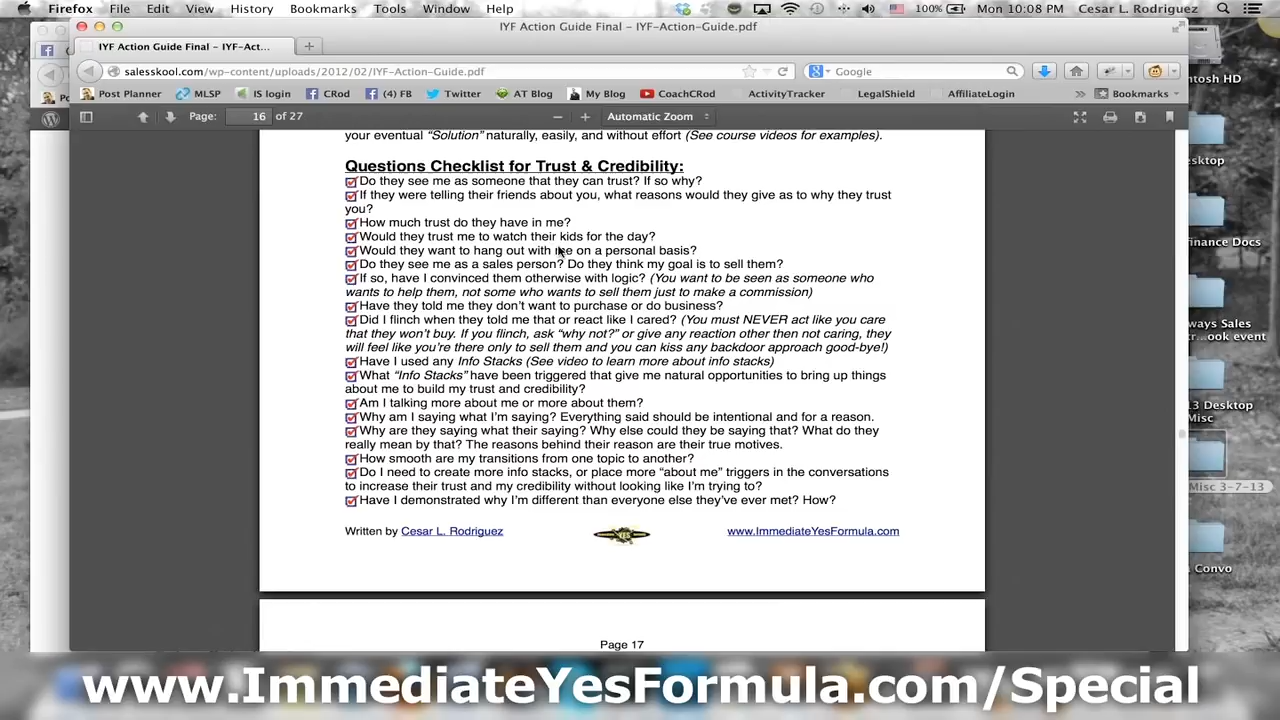 Firefox File Edit View History Bookmarks Tools Window Help 100% Mon 10:08 PM Cesar L. Rodriguez
IYF Action Guide Final – IYF-Action-Guide.pdf
IYF Action Guide Final – IYF-Act...
salesskool.com/wp-content/uploads/2012/02/IYF-Action-Guide.pdf Google
Post Planner MLSP IS login CRod (4) FB Twitter AT Blog My Blog CoachCRod ActivityTracker LegalShield AffiliateLogin Bookmarks
Page: 16 of 27 Automatic Zoom
your eventual “Solution” naturally, easily, and without effort (See course videos for examples).
Questions Checklist for Trust & Credibility:
Do they see me as someone that they can trust? If so why?
If they were telling their friends about you, what reasons would they give as to why they trust
you?
How much trust do they have in me?
Would they trust me to watch their kids for the day?
Would they want to hang out with me on a personal basis?
Do they see me as a sales person? Do they think my goal is to sell them?
If so, have I convinced them otherwise with logic? (You want to be seen as someone who
wants to help them, not some who wants to sell them just to make a commission)
Have they told me they don’t want to purchase or do business?
Did I flinch when they told me that or react like I cared? (You must NEVER act like you care
that they won’t buy. If you flinch, ask “why not?” or give any reaction other then not caring, they
will feel like you’re there only to sell them and you can kiss any backdoor approach good-bye!)
Have I used any Info Stacks (See video to learn more about info stacks)
What “Info Stacks” have been triggered that give me natural opportunities to bring up things
about me to build my trust and credibility?
Am I talking more about me or more about them?
Why am I saying what I’m saying? Everything said should be intentional and for a reason.
Why are they saying what their saying? Why else could they be saying that? What do they
really mean by that? The reasons behind their reason are their true motives.
How smooth are my transitions from one topic to another?
Do I need to create more info stacks, or place more “about me” triggers in the conversations
to increase their trust and my credibility without looking like I’m trying to?
Have I demonstrated why I’m different than everyone else they’ve ever met? How?
Written by Cesar L. Rodriguez YES www.ImmediateYesFormula.com
Page 17
ntosh HD
esktop
inance Docs
ways Sales
tr...ook event
13 Desktop
Misc
Misc 3-7-13
Convo
www.ImmediateYesFormula.com/Special